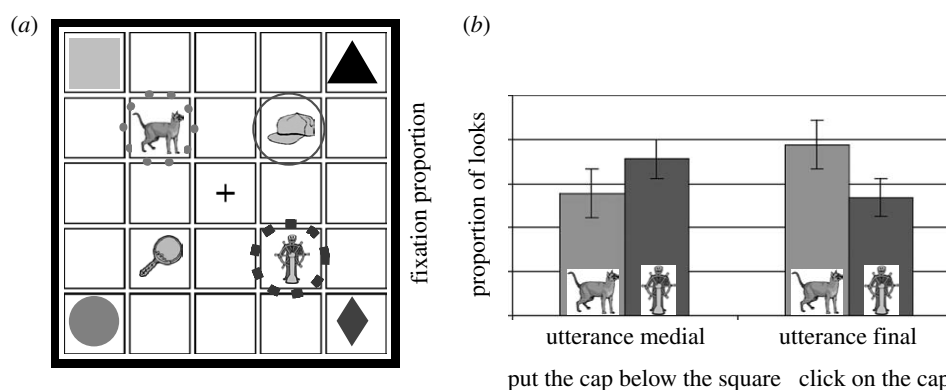 (a)
(b)
fixation proportion
proportion of looks
utterance medial
utterance final
put the cap below the square
click on the cap